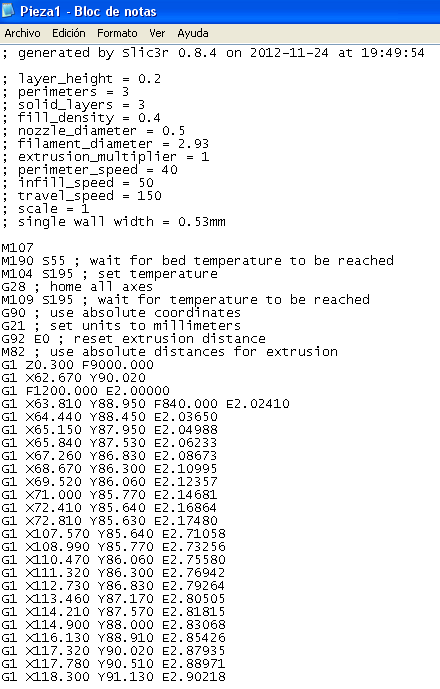 Pieza1 - Bloc de notas
Archivo Edición Formato Ver Ayuda
; generated by Slic3r 0.8.4 on 2012-11-24 at 19:49:54
; layer_height = 0.2
; perimeters = 3
; solid_layers = 3
; fill_density = 0.4
; nozzle_diameter = 0.5
; filament_diameter = 2.93
; extrusion_multiplier = 1
; perimeter_speed = 40
; infill_speed = 50
; travel_speed = 150
; scale = 1
; single wall width = 0.53mm
M107
M190 S55 ; wait for bed temperature to be reached
M104 S195 ; set temperature
G28 ; home all axes
M109 S195 ; wait for temperature to be reached
G90 ; use absolute coordinates
G21 ; set units to millimeters
G92 E0 ; reset extrusion distance
M82 ; use absolute distances for extrusion
G1 Z0.300 F9000.000
G1 X62.670 Y90.020
G1 F1200.000 E2.00000
G1 X63.810 Y88.950 F840.000 E2.02410
G1 X64.440 Y88.450 E2.03650
G1 X65.150 Y87.950 E2.04988
G1 X65.840 Y87.530 E2.06233
G1 X67.260 Y86.830 E2.08673
G1 X68.670 Y86.300 E2.10995
G1 X69.520 Y86.060 E2.12357
G1 X71.000 Y85.770 E2.14681
G1 X72.410 Y85.640 E2.16864
G1 X72.810 Y85.630 E2.17480
G1 X107.570 Y85.640 E2.71058
G1 X108.990 Y85.770 E2.73256
G1 X110.470 Y86.060 E2.75580
G1 X111.320 Y86.300 E2.76942
G1 X112.730 Y86.830 E2.79264
G1 X113.460 Y87.170 E2.80505
G1 X114.210 Y87.570 E2.81815
G1 X114.900 Y88.000 E2.83068
G1 X116.130 Y88.910 E2.85426
G1 X117.320 Y90.020 E2.87935
G1 X117.780 Y90.510 E2.88971
G1 X118.300 Y91.130 E2.90218